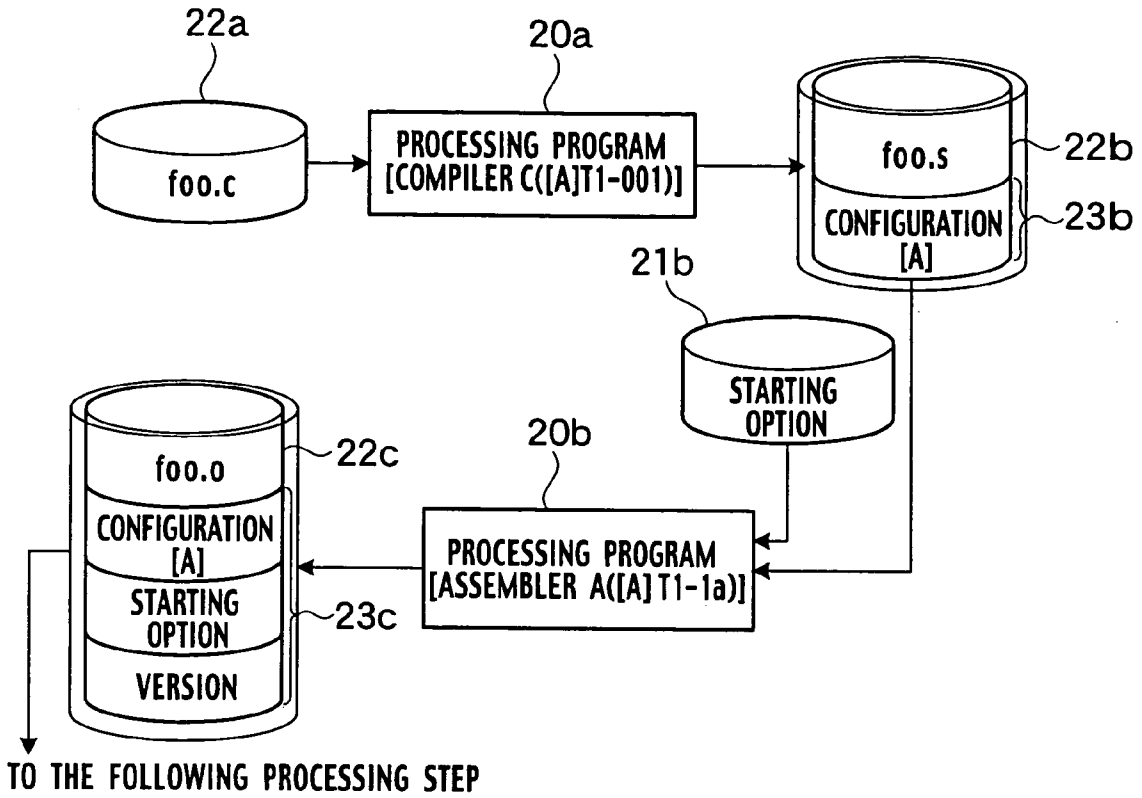 22a
20a
foo.c
PROCESSING PROGRAM
[COMPILER C([A]T1-001)]
foo.s
22b
CONFIGURATION
[A]
23b
21b
STARTING
OPTION
20b
PROCESSING PROGRAM
[ASSEMBLER A([A] T1-1a)]
foo.o
22c
CONFIGURATION
[A]
STARTING
OPTION
23c
VERSION
TO THE FOLLOWING PROCESSING STEP